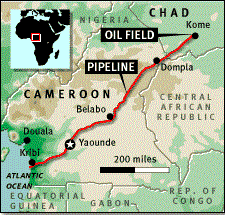 CHAD
NIGERIA
Kome
OIL FIELD
PIPELINE
Dompla
CAMEROON
CENTRAL
AFRICAN
REPUBLIC
Belabo
Douala
Yaounde
Kribi
200 miles
ATLANTIC
OCEAN
EQUATORIAL
GUINEA
GABON
REP. OF
CONGO